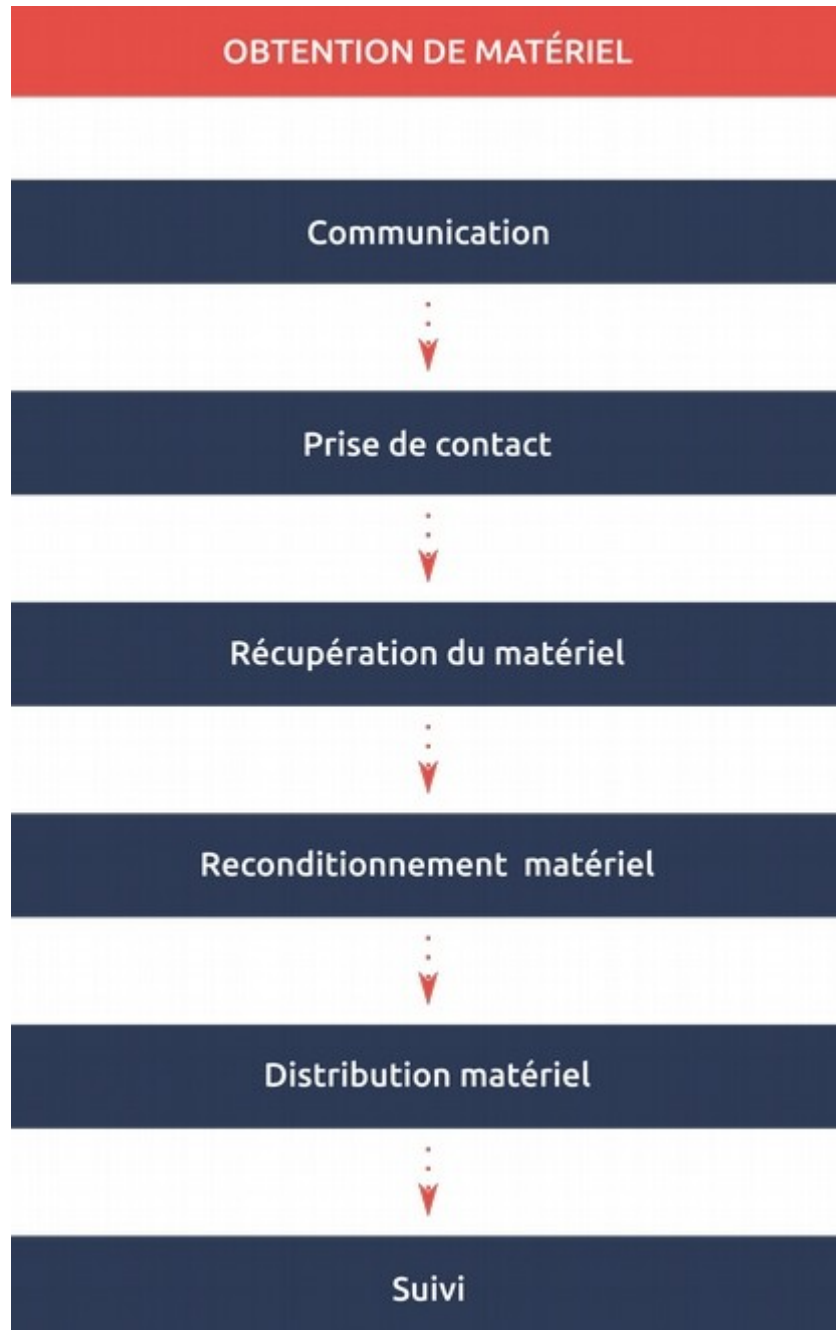 OBTENTION DE MATÉRIEL
Communication
Prise de contact
Récupération du matériel
Reconditionnement matériel
Distribution matériel
Suivi